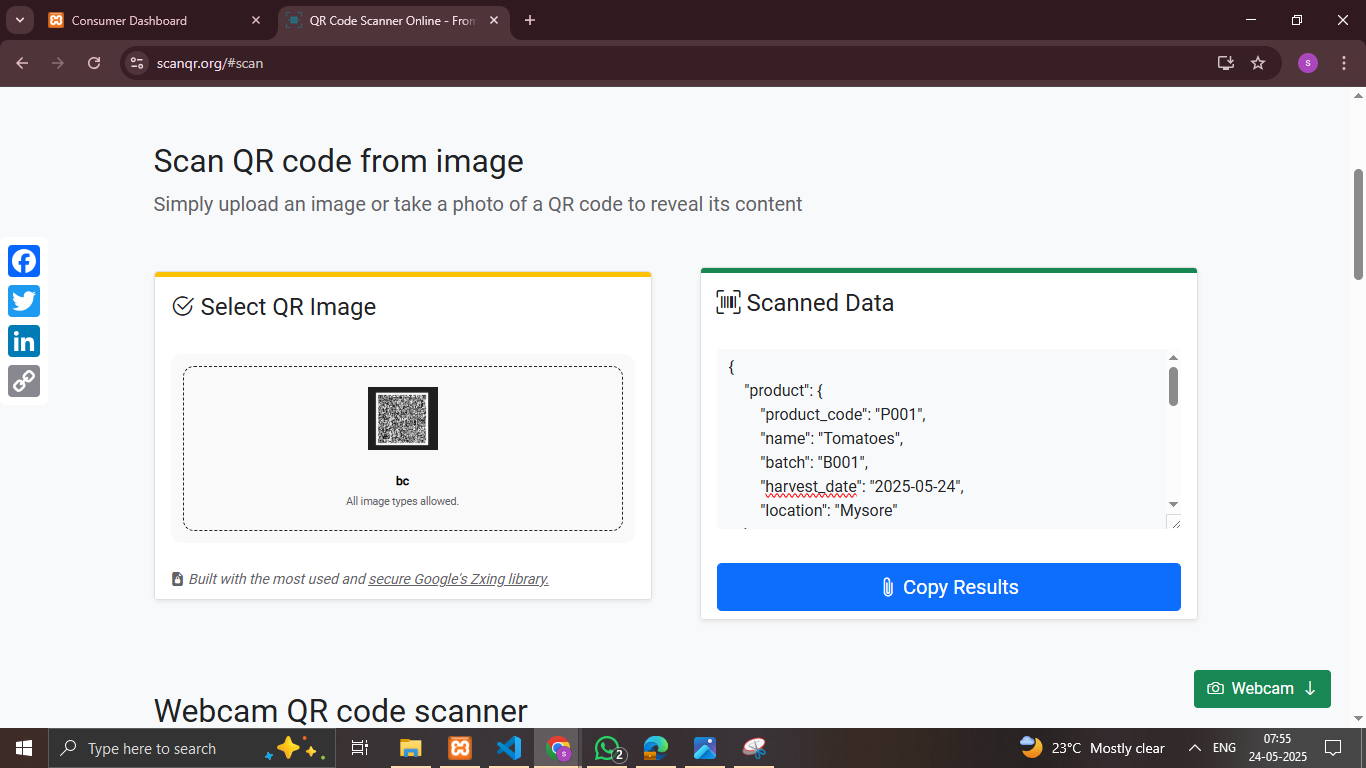 Consumer Dashboard
QR Code Scanner Online - From
scanqr.org/#scan
s
Scan QR code from image
Simply upload an image or take a photo of a QR code to reveal its content
Select QR Image
bc
All image types allowed.
Built with the most used and secure Google's Zxing library.
Scanned Data
{
"product": {
"product_code": "P001",
"name": "Tomatoes",
"batch": "B001",
"harvest_date": "2025-05-24",
"location": "Mysore"
Copy Results
Webcam
Webcam QR code scanner
Type here to search
2
23°C Mostly clear
ENG
07:55
24-05-2025